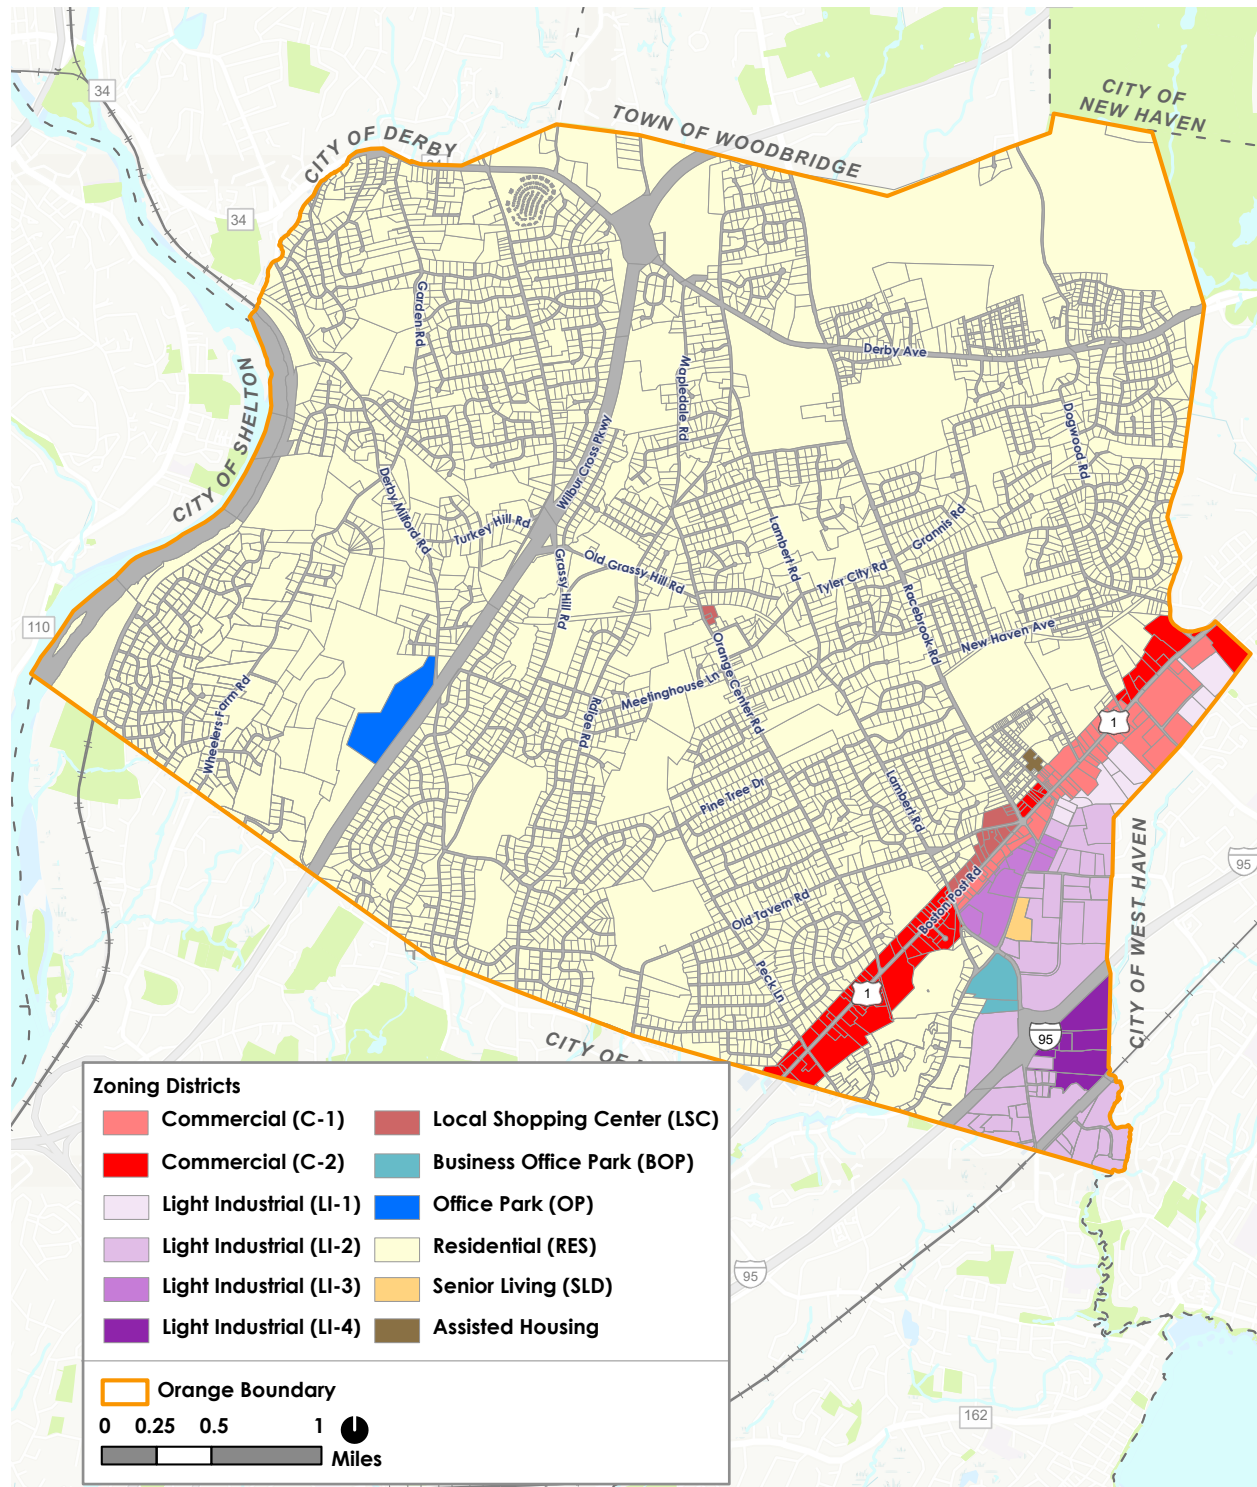 34
CITY OF
NEW HAVEN
TOWN OF WOODBRIDGE
CITY OF DERBY
34
34
Garden Rd
Derby Ave
Mapledale Rd
CITY OF SHELTON
Dogwood Rd
Wilbur Cross Pkwy
Derby Milford Rd
Turkey Hill Rd
Grannis Rd
Lambert Rd
Old Grassy Hill Rd
Grassy Hill Rd
Tyler City Rd
Racebrook Rd
110
New Haven Ave
Orange Center Rd
Meetinghouse Ln
Ridge Rd
Wheelers Farm Rd
1
Pine Tree Dr
Lambert Rd
CITY OF WEST HAVEN
95
Boston Post Rd
Old Tavern Rd
Peck Ln
1
95
CITY OF
Zoning Districts
Commercial (C-1)
Commercial (C-2)
Light Industrial (LI-1)
Light Industrial (LI-2)
Light Industrial (LI-3)
Light Industrial (LI-4)
Local Shopping Center (LSC)
Business Office Park (BOP)
Office Park (OP)
Residential (RES)
Senior Living (SLD)
Assisted Housing
Orange Boundary
0 0.25 0.5 1
Miles
95
162